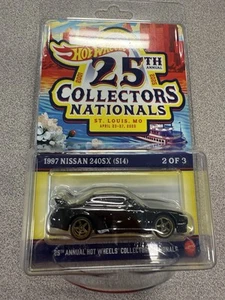 HOT WHEELS
25TH
ANNUAL
COLLECTORS
NATIONALS
ST. LOUIS, MO
1997 NISSAN 240SX (S14)
2 OF 3
25TH ANNUAL HOT WHEELS COLLECTORS NATIONALS